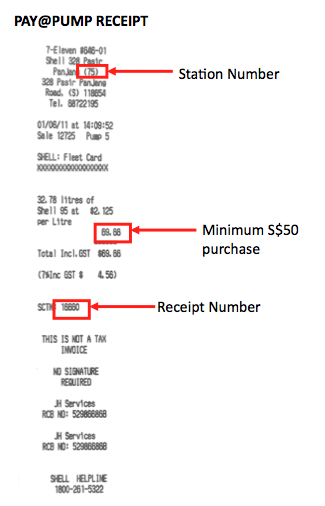 PAY@PUMP RECEIPT
7-Eleven #646-01
Shell 328 Pasir
Panjang (75)
Station Number
328 Pasir Panjang
Road. (S) 118654
Tel. 68722195
01/06/11 at 14:09:52
Sale 12725 Pump 5
SHELL: Fleet Card
XXXXXXXXXXXXXXXXXX
32.78 litres of
Shell 95 at $2.125
per Litre
69.66
Minimum S$50
purchase
Total Incl.GST $69.66
(7%Inc GST $ 4.56)
SCTN 16660
Receipt Number
THIS IS NOT A TAX
INVOICE
NO SIGNATURE
REQUIRED
JH Services
RCB NO: 529866868
JH Services
RCB NO: 529866868
SHELL HELPLINE
1800-261-5322